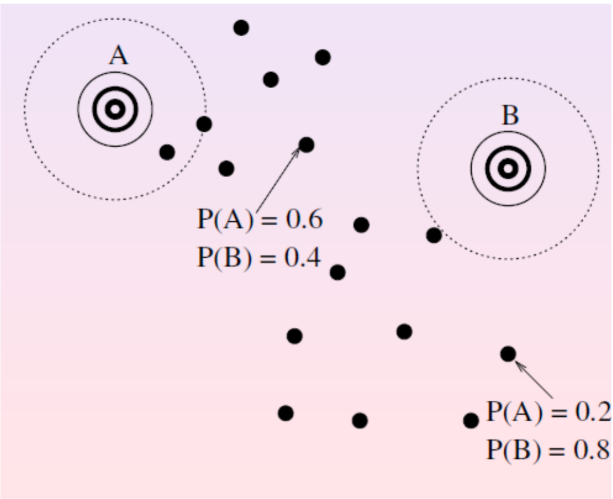 A
B
P(A) = 0.6
P(B) = 0.4
P(A) = 0.2
P(B) = 0.8